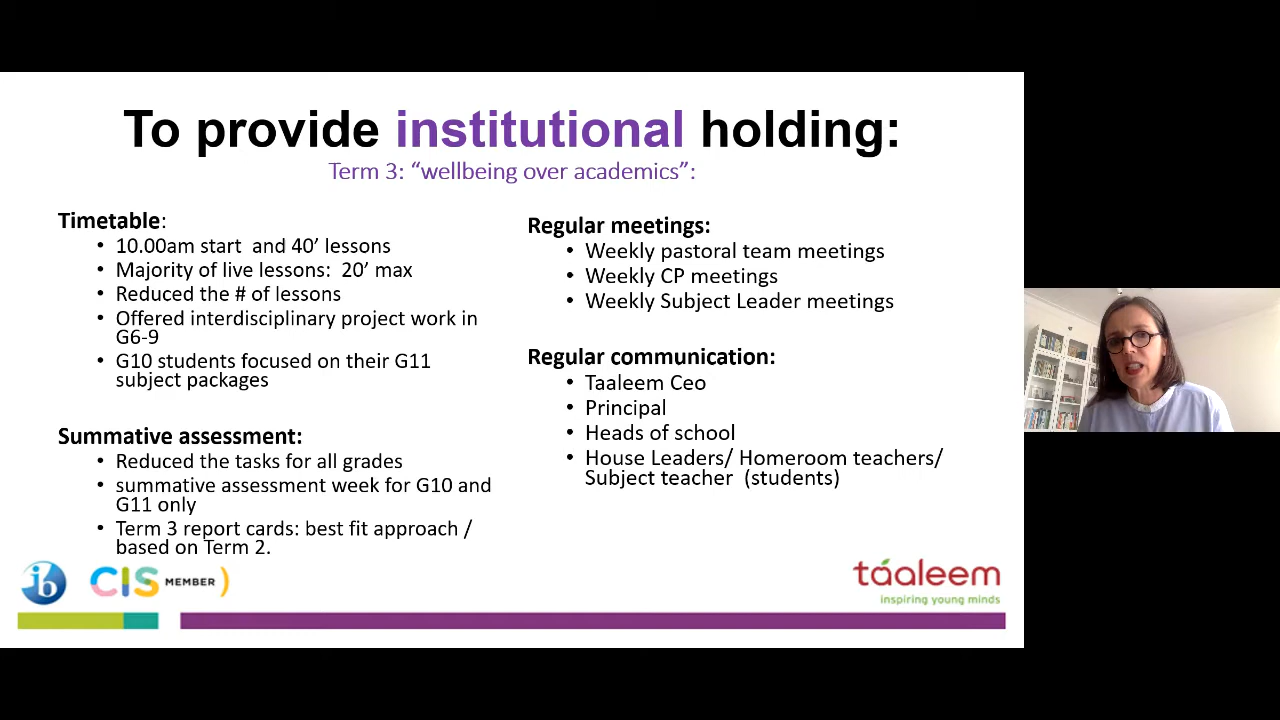 To provide institutional holding:
Term 3: “wellbeing over academics”:
Timetable:
• 10.00am start and 40’ lessons
• Majority of live lessons: 20’ max
• Reduced the # of lessons
• Offered interdisciplinary project work in
G6-9
• G10 students focused on their G11
subject packages
Summative assessment:
• Reduced the tasks for all grades
• summative assessment week for G10 and
G11 only
• Term 3 report cards: best fit approach /
based on Term 2.
Regular meetings:
• Weekly pastoral team meetings
• Weekly CP meetings
• Weekly Subject Leader meetings
Regular communication:
• Taaleem Ceo
• Principal
• Heads of school
• House Leaders/ Homeroom teachers/
Subject teacher (students)
ib
CIS MEMBER
táaleem
inspiring young minds